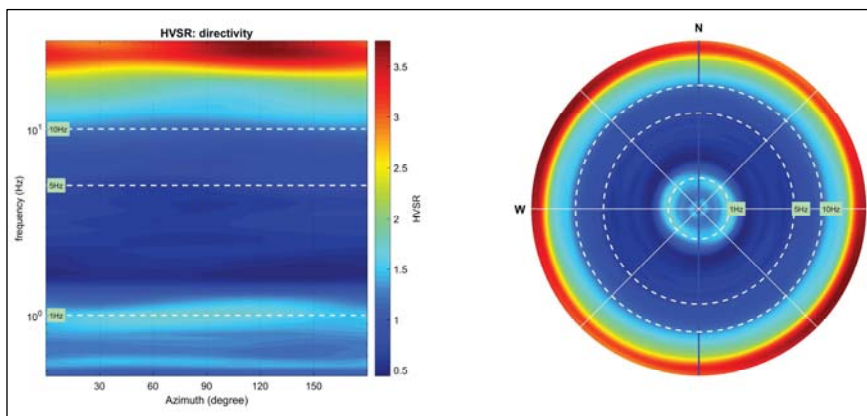 HVSR: directivity
frequency (Hz)
10¹
10⁰
10Hz
5Hz
1Hz
30
60
90
120
150
Azimuth (degree)
3.5
3
2.5
2
1.5
1
0.5
HVSR
N
W
1Hz
5Hz
10Hz